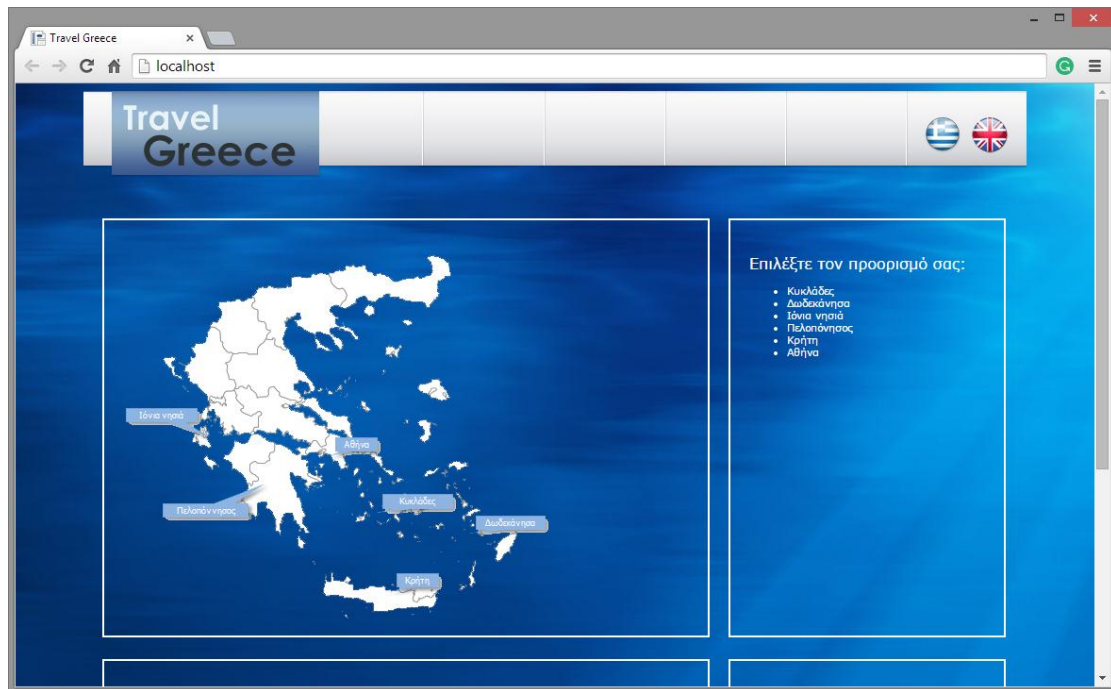 Travel Greece
localhost
Travel
Greece
Επιλέξτε τον προορισμό σας:
Κυκλάδες
Δωδεκάνησα
Ιόνια νησιά
Πελοπόνησος
Κρήτη
Αθήνα
Ιόνια νησιά
Αθήνα
Κυκλάδες
Πελοπόννησος
Δωδεκάνησα
Κρήτη